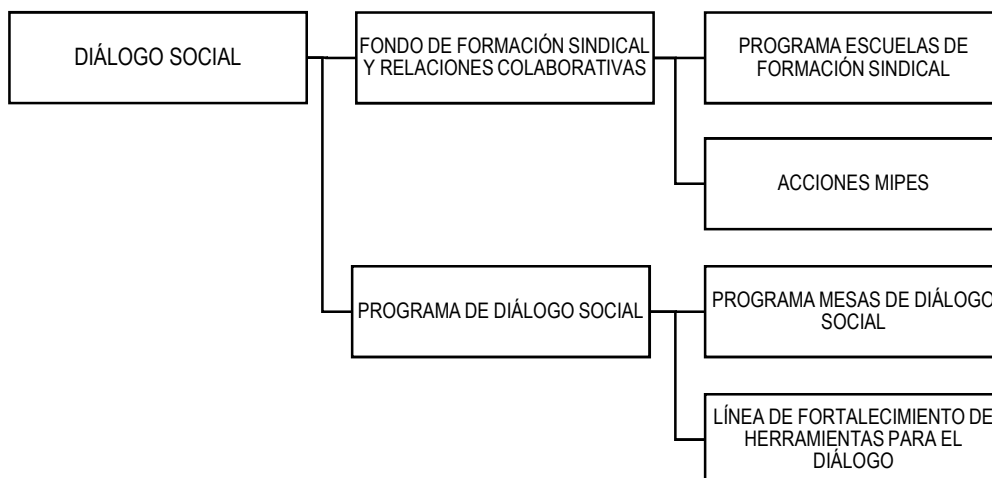 DIÁLOGO SOCIAL
FONDO DE FORMACIÓN SINDICAL
Y RELACIONES COLABORATIVAS
PROGRAMA ESCUELAS DE
FORMACIÓN SINDICAL
ACCIONES MIPES
PROGRAMA DE DIÁLOGO SOCIAL
PROGRAMA MESAS DE DIÁLOGO
SOCIAL
LÍNEA DE FORTALECIMIENTO DE
HERRAMIENTAS PARA EL
DIÁLOGO